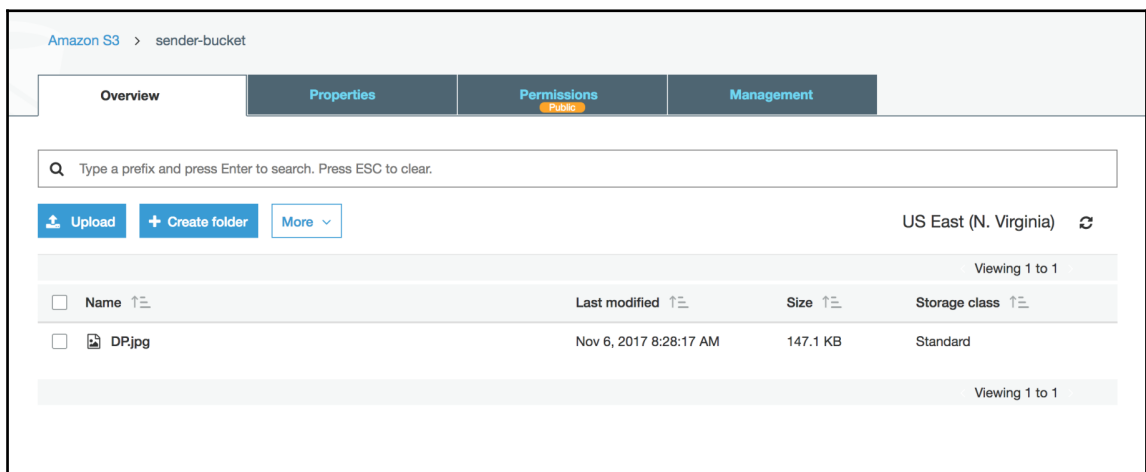 Amazon S3 > sender-bucket
Overview Properties Permissions Management
Public
Type a prefix and press Enter to search. Press ESC to clear.
Upload + Create folder More US East (N. Virginia)
Viewing 1 to 1
Name Last modified Size Storage class
DP.jpg Nov 6, 2017 8:28:17 AM 147.1 KB Standard
Viewing 1 to 1